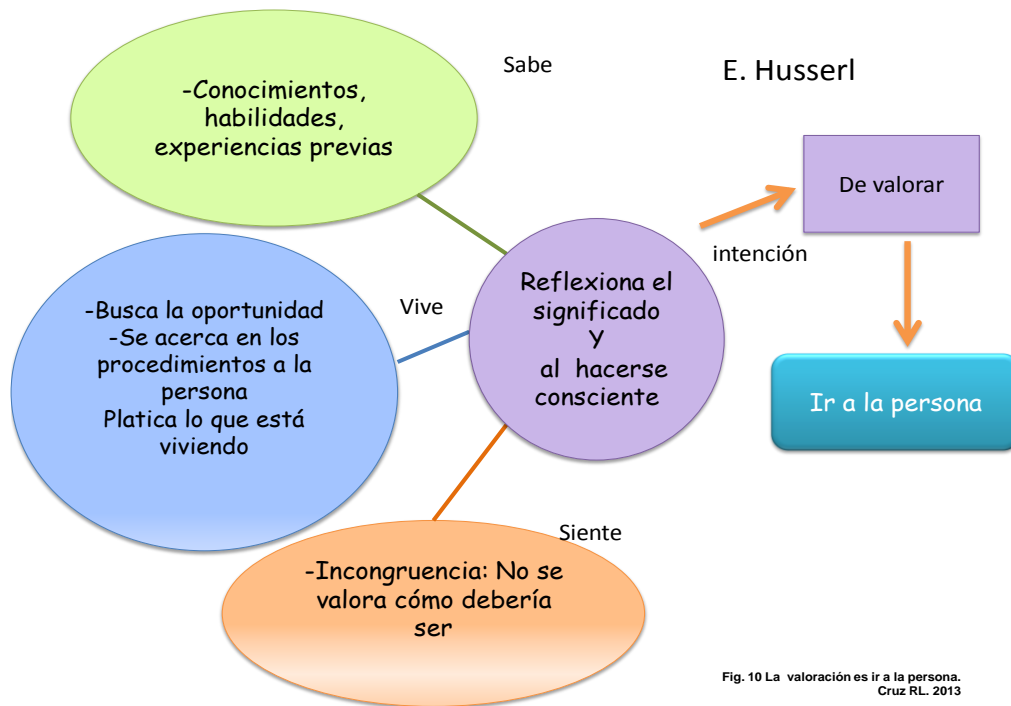 Sabe
E. Husserl
-Conocimientos,
habilidades,
experiencias previas
De valorar
intención
Reflexiona el
significado
Y
al hacerse
consciente
Vive
-Busca la oportunidad
-Se acerca en los
procedimientos a la
persona
Platica lo que está
viviendo
Ir a la persona
Siente
-Incongruencia: No se
valora cómo debería
ser
Fig. 10 La valoración es ir a la persona.
Cruz RL. 2013